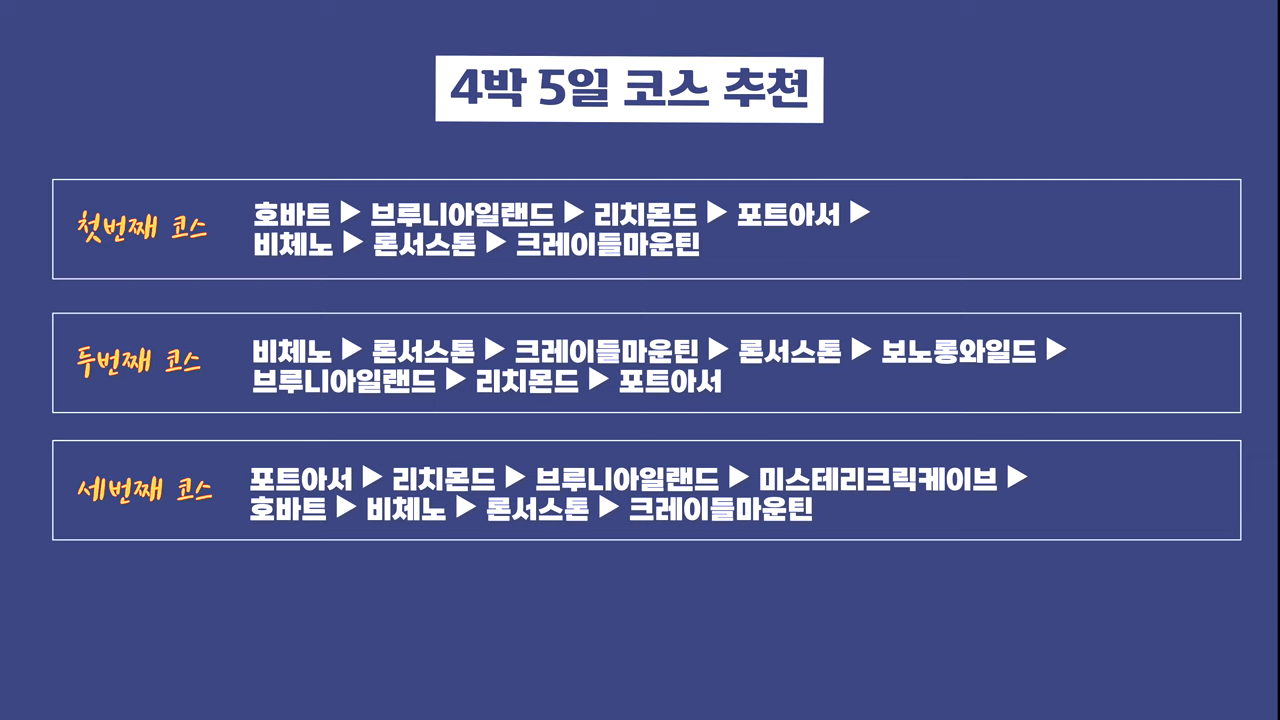 4박 5일 코스 추천
첫번째 코스
호바트 ▶ 브루니아일랜드 ▶ 리치몬드 ▶ 포트아서 ▶
비체노 ▶ 론서스톤 ▶ 크레이들마운틴
두번째 코스
비체노 ▶ 론서스톤 ▶ 크레이들마운틴 ▶ 론서스톤 ▶ 보노롱와일드 ▶
브루니아일랜드 ▶ 리치몬드 ▶ 포트아서
세번째 코스
포트아서 ▶ 리치몬드 ▶ 브루니아일랜드 ▶ 미스테리크릭케이브 ▶
호바트 ▶ 비체노 ▶ 론서스톤 ▶ 크레이들마운틴